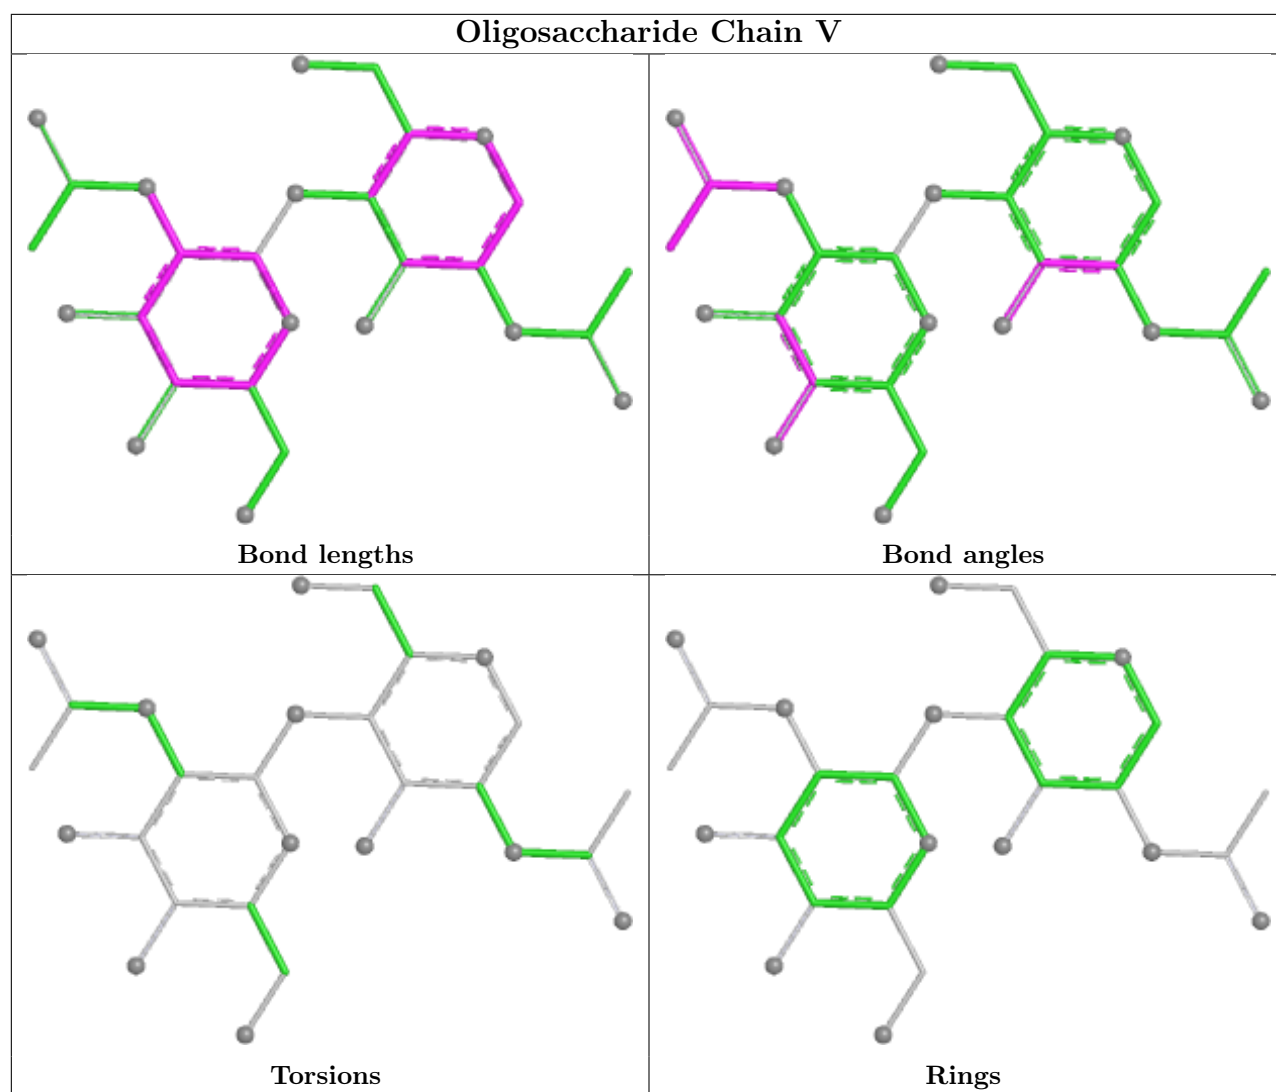 Oligosaccharide Chain V
Bond lengths
Bond angles
Torsions
Rings